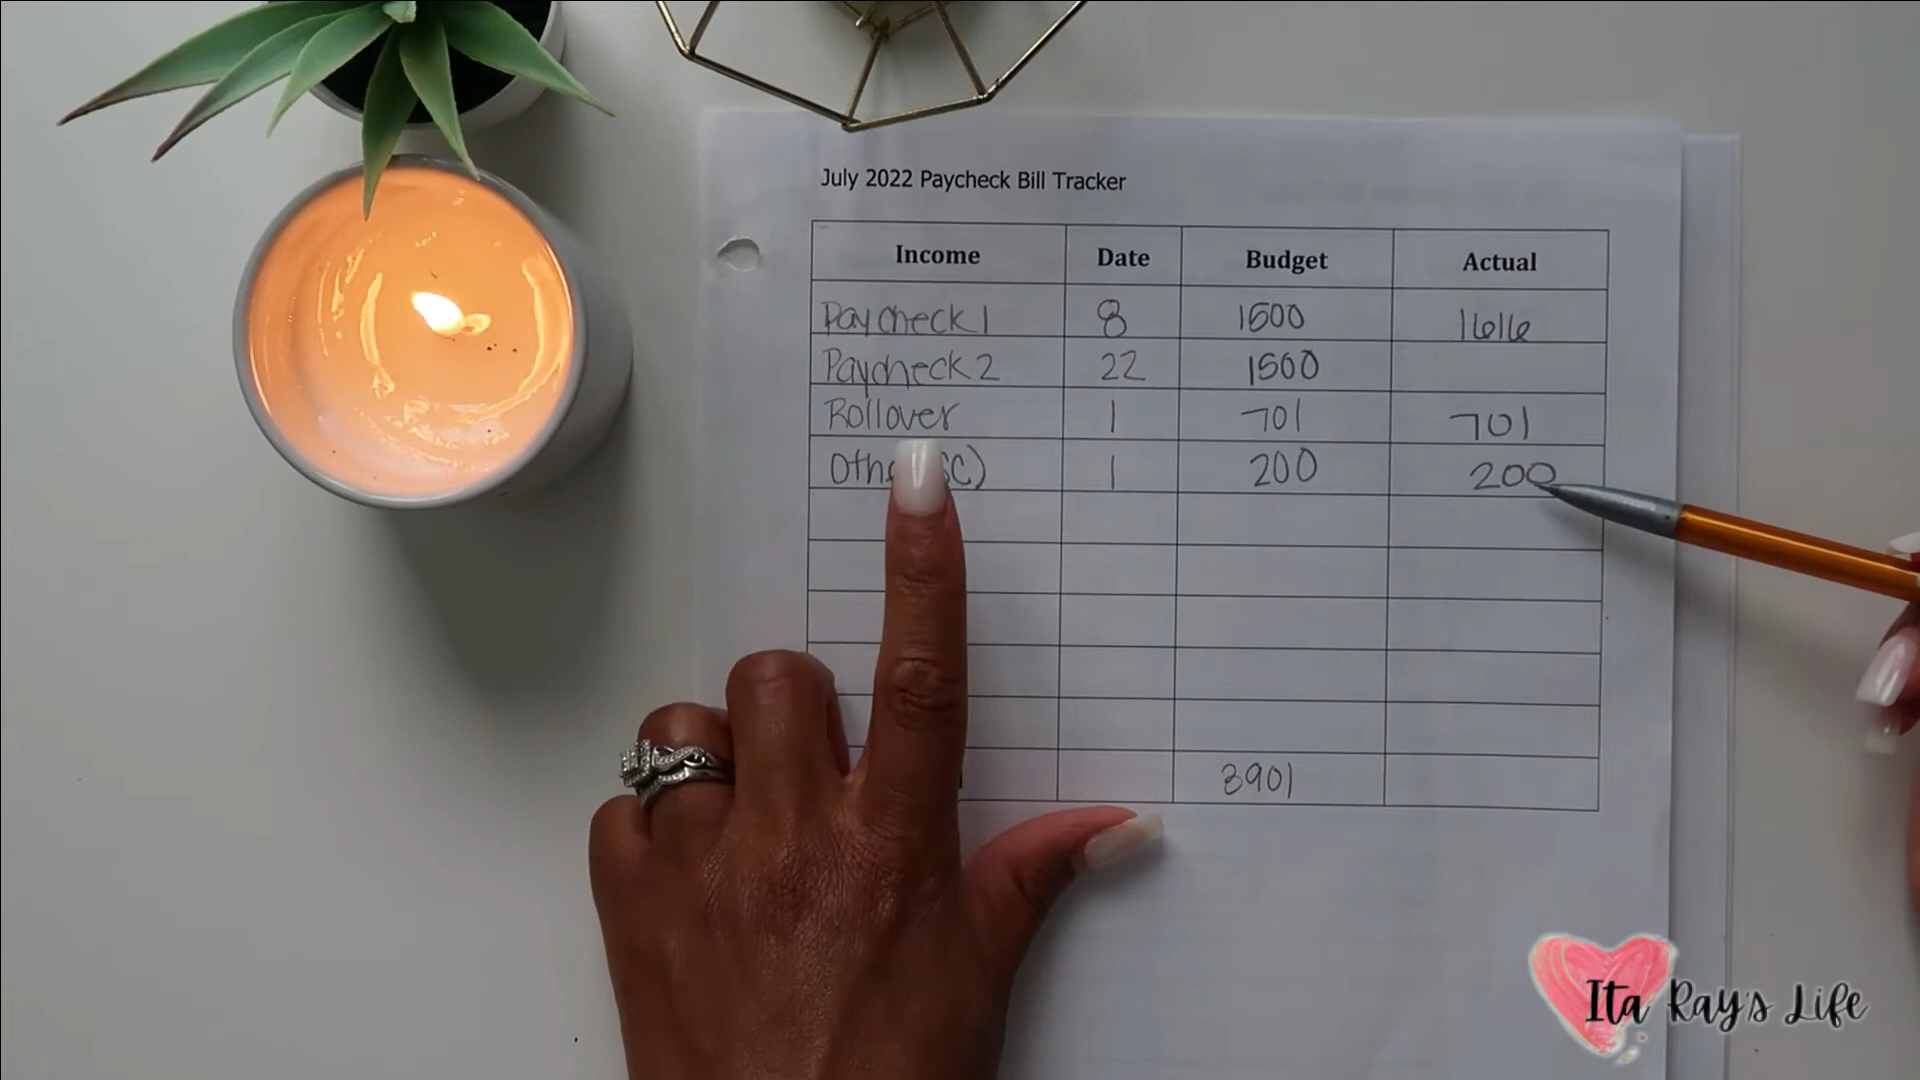 July 2022 Paycheck Bill Tracker
Income Date Budget Actual
Paycheck 1 8 1500 1616
Paycheck 2 22 1500
Rollover 1 701 701
1 200 200
3901
Ita Ray's Life